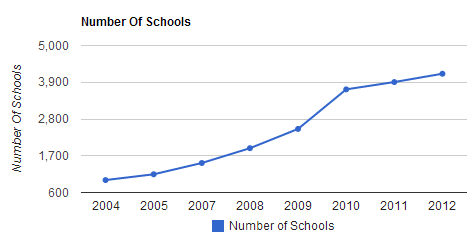 Number Of Schools
5,000
3,900
2,800
1,700
600
Number Of Schools
2004 2005 2007 2008 2009 2010 2011 2012
Number of Schools